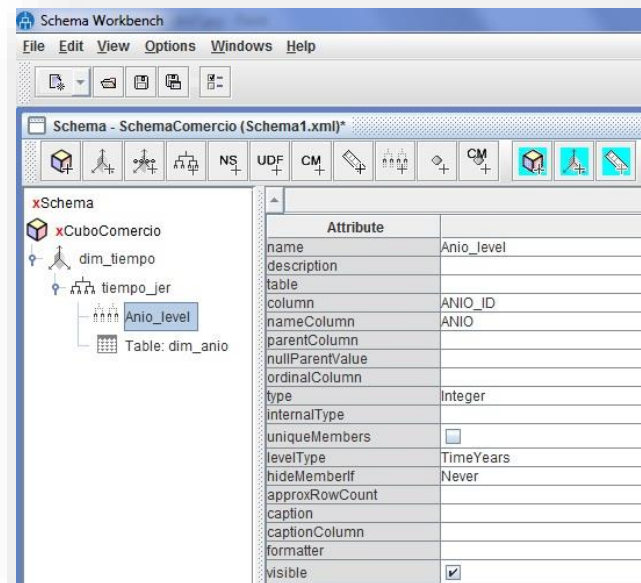 Schema Workbench
File Edit View Options Windows Help
Schema - SchemaComercio (Schema1.xml)*
NS UDF CM CM
xSchema
xCuboComercio
dim_tiempo
tiempo_jer
Anio_level
Table: dim_anio
Attribute
name Anio_level
description
table
column ANIO_ID
nameColumn ANIO
parentColumn
nullParentValue
ordinalColumn
type Integer
internalType
uniqueMembers
levelType TimeYears
hideMemberIf Never
approxRowCount
caption
captionColumn
formatter
visible